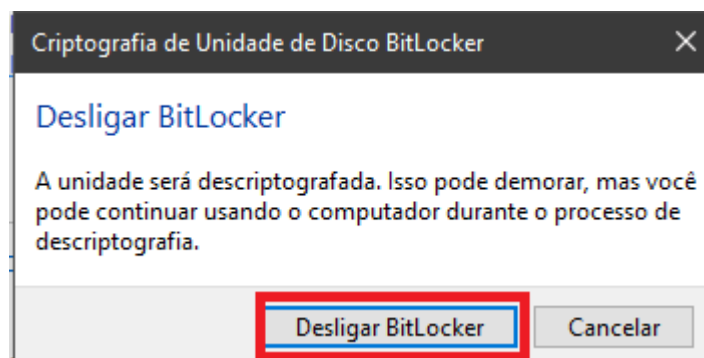 Criptografia de Unidade de Disco BitLocker
Desligar BitLocker
A unidade será descriptografada. Isso pode demorar, mas você
pode continuar usando o computador durante o processo de
descriptografia.
Desligar BitLocker
Cancelar